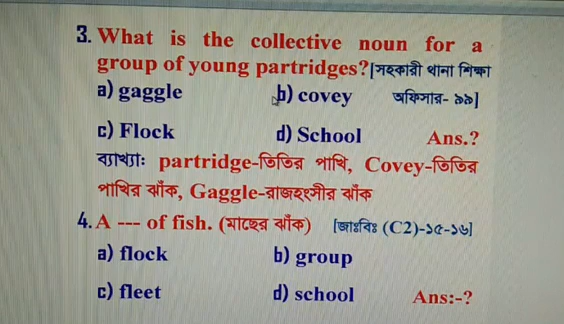 3. What is the collective noun for a
group of young partridges?[সহকারী থানা শিক্ষা
a) gaggle b) covey অফিসার- ৯৯]
c) Flock d) School Ans.?
ব্যাখ্যা: partridge-তিতির পাখি, Covey-তিতির
পাখির ঝাঁক, Gaggle-রাজহংসীর ঝাঁক
4. A --- of fish. (মাছের ঝাঁক) [জাঃবিঃ (C2)-১৫-১৬]
a) flock b) group
c) fleet d) school Ans:-?